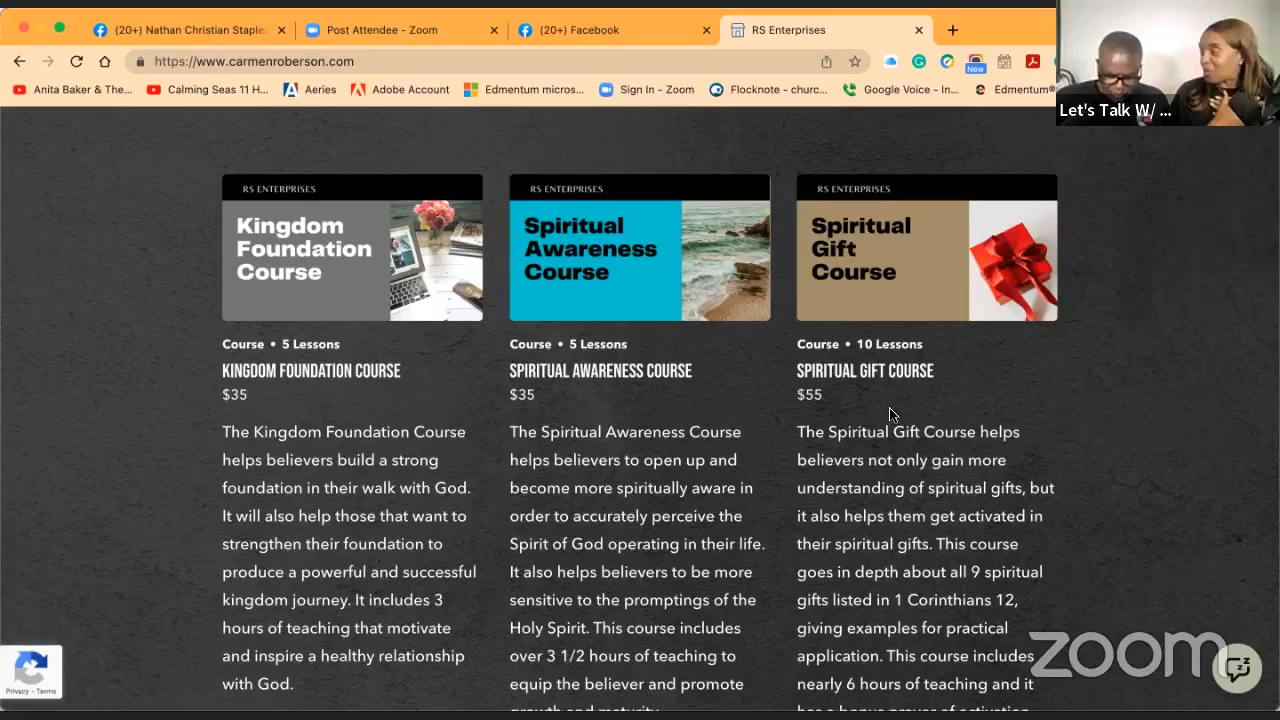 (20+) Nathan Christian Staple
Post Attendee - Zoom
(20+) Facebook
RS Enterprises
https://www.carmenroberson.com
New
Anita Baker & The...
Calming Seas 11 H...
Aeries
Adobe Account
Edmentum micros...
Sign In - Zoom
Flocknote - churc...
Google Voice - In...
Edmentum®
Let's Talk W/ ...
RS ENTERPRISES
Kingdom
Foundation
Course
Course • 5 Lessons
KINGDOM FOUNDATION COURSE
$35
The Kingdom Foundation Course
helps believers build a strong
foundation in their walk with God.
It will also help those that want to
strengthen their foundation to
produce a powerful and successful
kingdom journey. It includes 3
hours of teaching that motivate
and inspire a healthy relationship
with God.
RS ENTERPRISES
Spiritual
Awareness
Course
Course • 5 Lessons
SPIRITUAL AWARENESS COURSE
$35
The Spiritual Awareness Course
helps believers to open up and
become more spiritually aware in
order to accurately perceive the
Spirit of God operating in their life.
It also helps believers to be more
sensitive to the promptings of the
Holy Spirit. This course includes
over 3 1/2 hours of teaching to
equip the believer and promote
growth and maturity.
RS ENTERPRISES
Spiritual
Gift
Course
Course • 10 Lessons
SPIRITUAL GIFT COURSE
$55
The Spiritual Gift Course helps
believers not only gain more
understanding of spiritual gifts, but
it also helps them get activated in
their spiritual gifts. This course
goes in depth about all 9 spiritual
gifts listed in 1 Corinthians 12,
giving examples for practical
application. This course includes
nearly 6 hours of teaching and it
has a bonus prayer of activation
Privacy - Terms
zoom